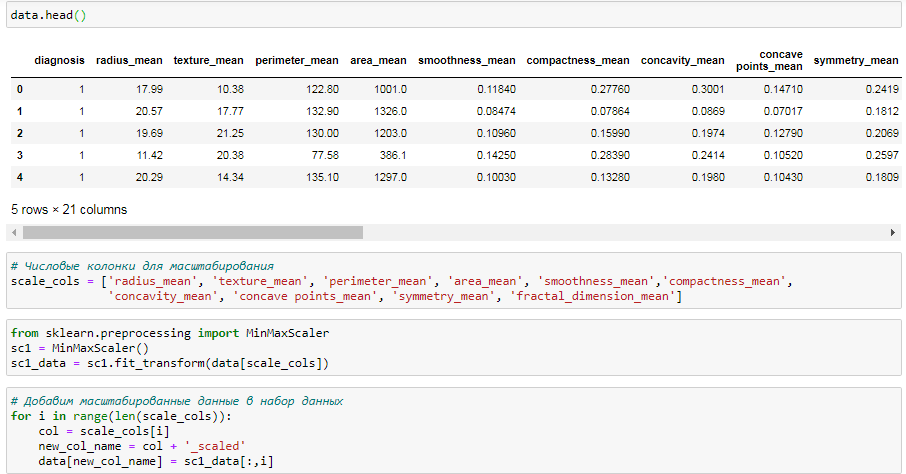 data.head()
diagnosis radius_mean texture_mean perimeter_mean area_mean smoothness_mean compactness_mean concavity_mean concave points_mean symmetry_mean
0 1 17.99 10.38 122.80 1001.0 0.11840 0.27760 0.3001 0.14710 0.2419
1 1 20.57 17.77 132.90 1326.0 0.08474 0.07864 0.0869 0.07017 0.1812
2 1 19.69 21.25 130.00 1203.0 0.10960 0.15990 0.1974 0.12790 0.2069
3 1 11.42 20.38 77.58 386.1 0.14250 0.28390 0.2414 0.10520 0.2597
4 1 20.29 14.34 135.10 1297.0 0.10030 0.13280 0.1980 0.10430 0.1809
5 rows × 21 columns
# Числовые колонки для масштабирования
scale_cols = ['radius_mean', 'texture_mean', 'perimeter_mean', 'area_mean', 'smoothness_mean','compactness_mean',
'concavity_mean', 'concave points_mean', 'symmetry_mean', 'fractal_dimension_mean']
from sklearn.preprocessing import MinMaxScaler
sc1 = MinMaxScaler()
sc1_data = sc1.fit_transform(data[scale_cols])
# Добавим масштабированные данные в набор данных
for i in range(len(scale_cols)):
col = scale_cols[i]
new_col_name = col + '_scaled'
data[new_col_name] = sc1_data[:,i]